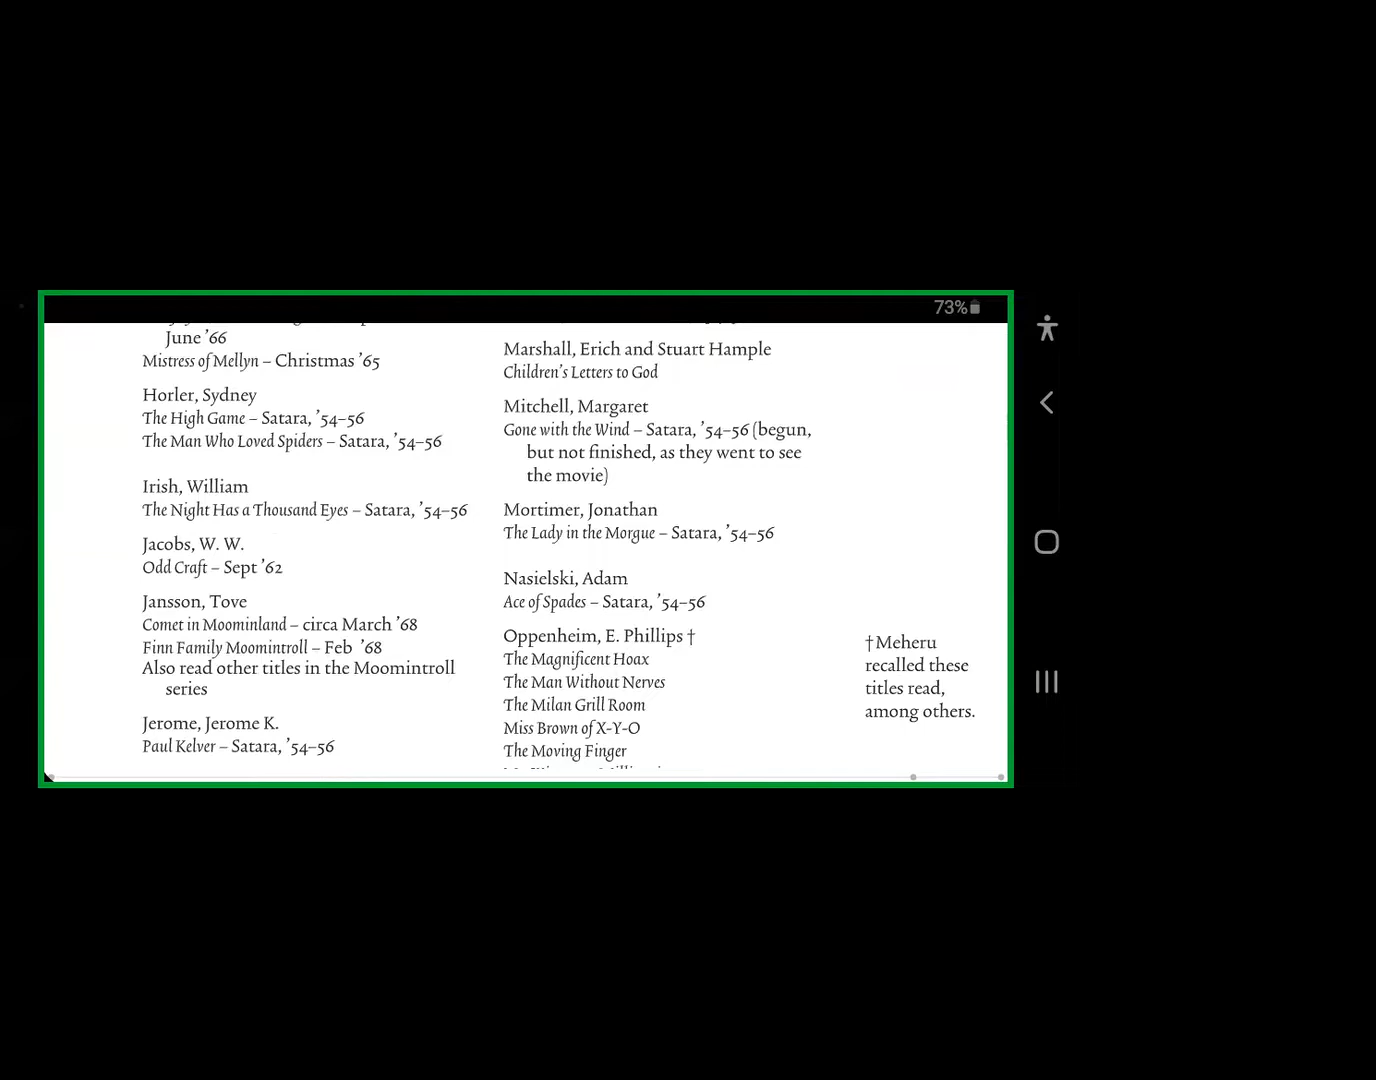 73%
June ’66
Mistress of Mellyn – Christmas ’65
Horler, Sydney
The High Game – Satara, ’54–56
The Man Who Loved Spiders – Satara, ’54–56
Irish, William
The Night Has a Thousand Eyes – Satara, ’54–56
Jacobs, W. W.
Odd Craft – Sept ’62
Jansson, Tove
Comet in Moominland – circa March ’68
Finn Family Moomintroll – Feb ’68
Also read other titles in the Moomintroll
series
Jerome, Jerome K.
Paul Kelver – Satara, ’54–56
Marshall, Erich and Stuart Hample
Children’s Letters to God
Mitchell, Margaret
Gone with the Wind – Satara, ’54–56 (begun,
but not finished, as they went to see
the movie)
Mortimer, Jonathan
The Lady in the Morgue – Satara, ’54–56
Nasielski, Adam
Ace of Spades – Satara, ’54–56
Oppenheim, E. Phillips †
The Magnificent Hoax
The Man Without Nerves
The Milan Grill Room
Miss Brown of X-Y-O
The Moving Finger
†Meheru
recalled these
titles read,
among others.